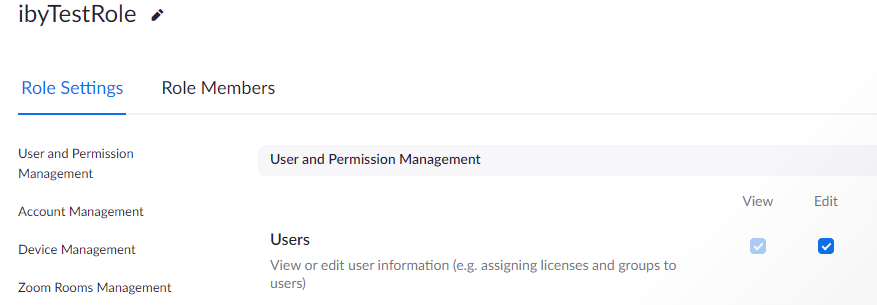 ibyTestRole
Role Settings
Role Members
User and Permission
Management
Account Management
Device Management
Zoom Rooms Management
User and Permission Management
View
Edit
Users
View or edit user information (e.g. assigning licenses and groups to
users)